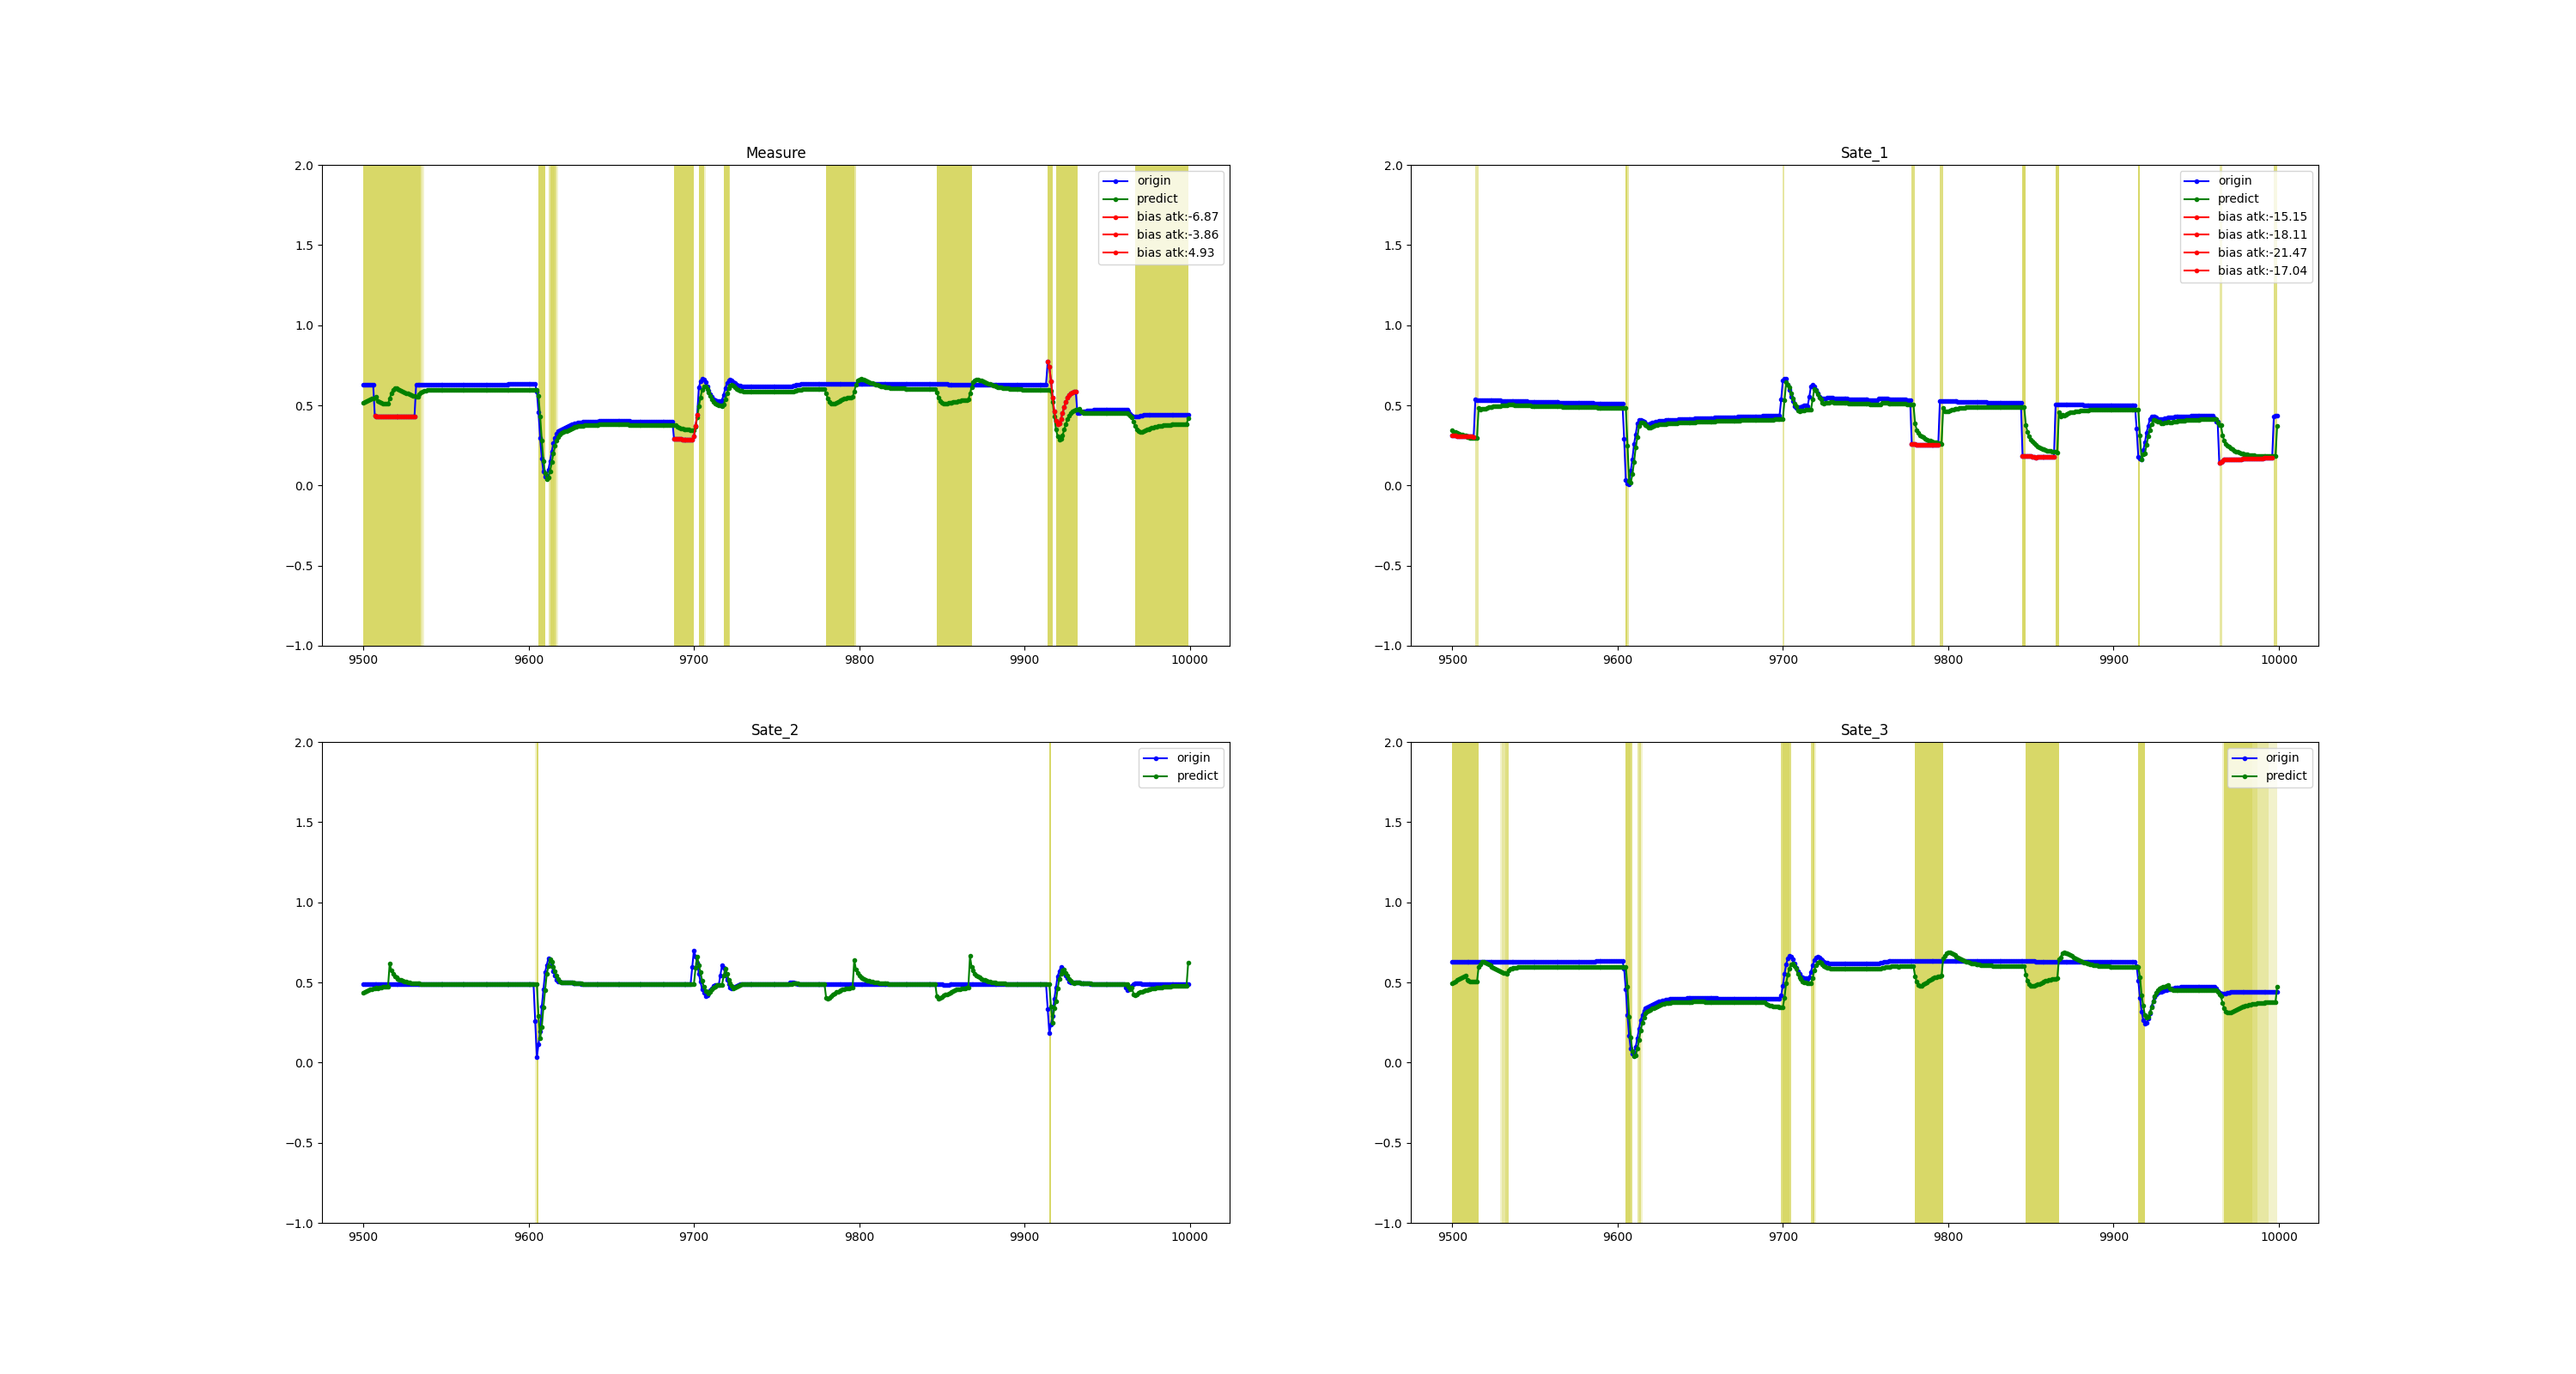 Measure
2.0
1.5
1.0
0.5
0.0
−0.5
−1.0
9500 9600 9700 9800 9900 10000
origin
predict
bias atk:-6.87
bias atk:-3.86
bias atk:4.93
Sate_1
2.0
1.5
1.0
0.5
0.0
−0.5
−1.0
9500 9600 9700 9800 9900 10000
origin
predict
bias atk:-15.15
bias atk:-18.11
bias atk:-21.47
bias atk:-17.04
Sate_2
2.0
1.5
1.0
0.5
0.0
−0.5
−1.0
9500 9600 9700 9800 9900 10000
origin
predict
Sate_3
2.0
1.5
1.0
0.5
0.0
−0.5
−1.0
9500 9600 9700 9800 9900 10000
origin
predict